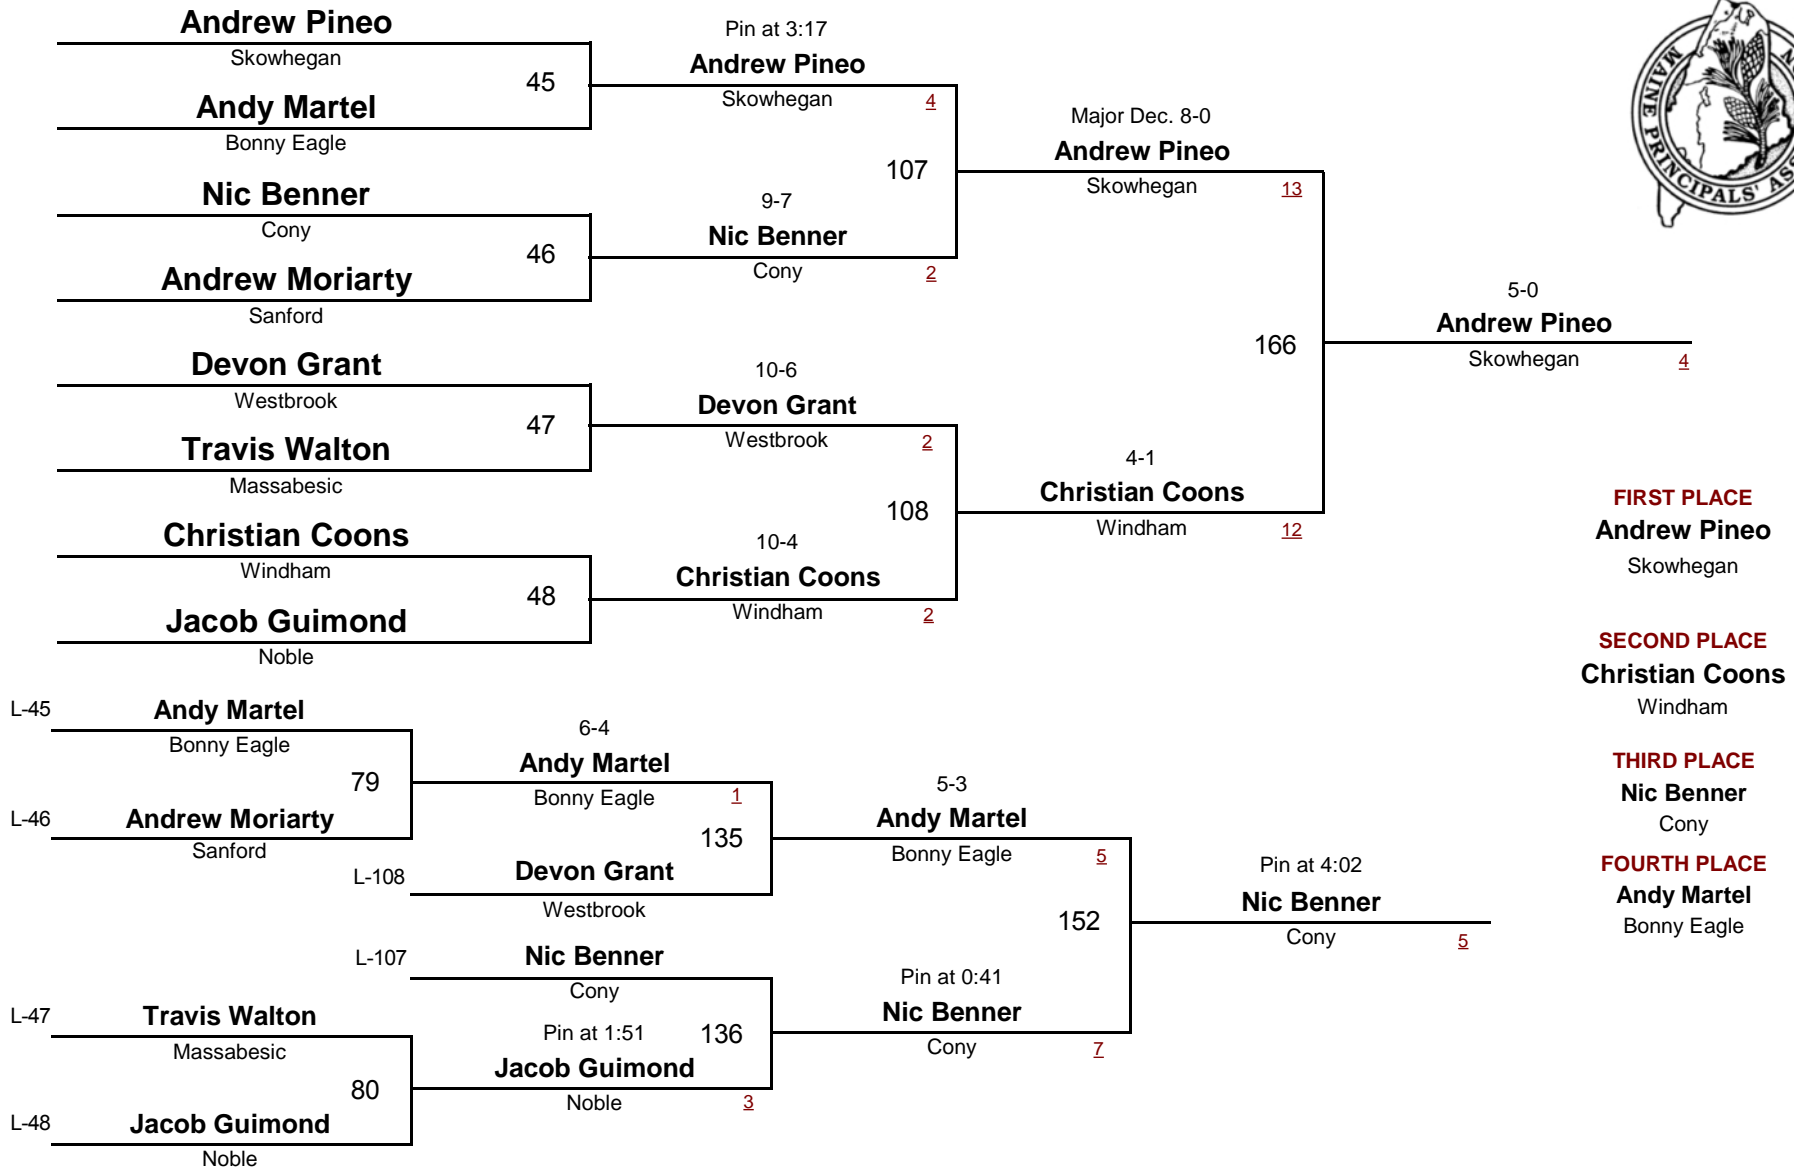 Andrew Pineo
Skowhegan
45
Andy Martel
Bonny Eagle
Nic Benner
Cony
46
Andrew Moriarty
Sanford
Devon Grant
Westbrook
47
Travis Walton
Massabesic
Christian Coons
Windham
48
Jacob Guimond
Noble
Pin at 3:17
Andrew Pineo
Skowhegan 4
107
9-7
Nic Benner
Cony 2
10-6
Devon Grant
Westbrook 2
108
10-4
Christian Coons
Windham 2
Major Dec. 8-0
Andrew Pineo
Skowhegan 13
166
4-1
Christian Coons
Windham 12
5-0
Andrew Pineo
Skowhegan 4
MAINE PRINCIPALS'
FIRST PLACE
Andrew Pineo
Skowhegan
SECOND PLACE
Christian Coons
Windham
THIRD PLACE
Nic Benner
Cony
FOURTH PLACE
Andy Martel
Bonny Eagle
L-45 Andy Martel
Bonny Eagle
79
L-46 Andrew Moriarty
Sanford
6-4
Andy Martel
Bonny Eagle 1
135
L-108 Devon Grant
Westbrook
L-107 Nic Benner
Cony
136
L-47 Travis Walton
Massabesic
80
L-48 Jacob Guimond
Noble
Pin at 1:51
Jacob Guimond
Noble 3
5-3
Andy Martel
Bonny Eagle 5
152
Pin at 0:41
Nic Benner
Cony 7
Pin at 4:02
Nic Benner
Cony 5